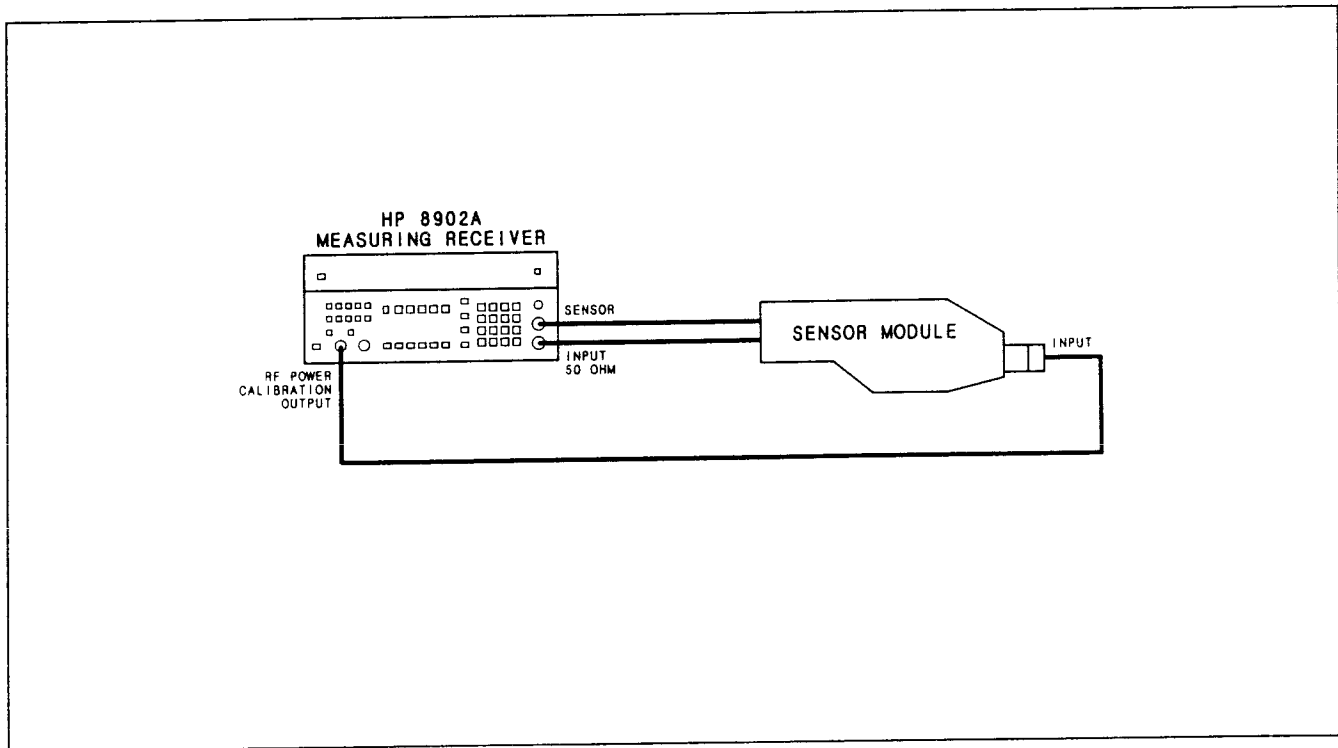 HP 8902A
MEASURING RECEIVER
SENSOR
INPUT
50 OHM
RF POWER
CALIBRATION
OUTPUT
SENSOR MODULE
INPUT